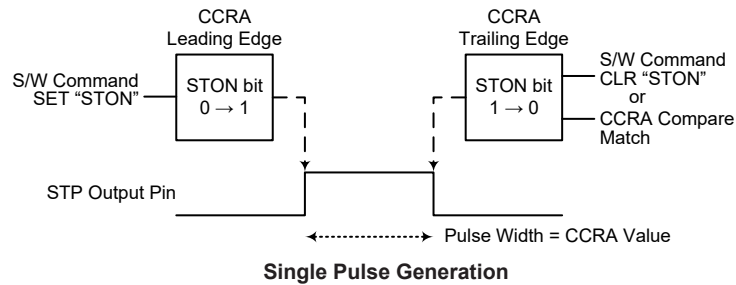 CCRA
Leading Edge
CCRA
Trailing Edge
S/W Command
SET “STON”
STON bit
0 → 1
STON bit
1 → 0
S/W Command
CLR “STON”
or
CCRA Compare
Match
STP Output Pin
Pulse Width = CCRA Value
Single Pulse Generation